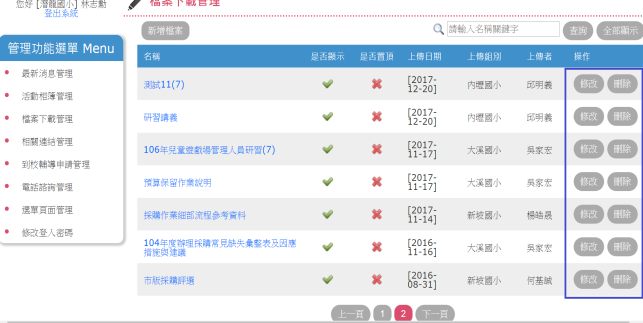 您好 [潛龍國小] 林志勳
登出系統
檔案下載管理
管理功能選單 Menu
最新消息管理
活動相簿管理
檔案下載管理
相關連結管理
到校輔導申請管理
電話諮詢管理
選單頁面管理
修改登入密碼
新增檔案
請輸入名稱關鍵字
查詢
全部顯示
名稱 是否顯示 是否置頂 上傳日期 上傳組別 上傳者 操作
測試11(7) [2017-12-20] 內壢國小 邱明義 修改 刪除
研習講義 [2017-12-20] 內壢國小 邱明義 修改 刪除
106年兒童遊戲場管理人員研習(7) [2017-11-17] 大溪國小 吳家宏 修改 刪除
預算保留作業說明 [2017-11-17] 大溪國小 吳家宏 修改 刪除
採購作業細部流程參考資料 [2017-11-14] 新坡國小 楊皓晟 修改 刪除
104年度辦理採購常見缺失彙整表及因應
措施與建議 [2016-11-16] 大溪國小 吳家宏 修改 刪除
市版採購評選 [2016-08-31] 新坡國小 何基誠 修改 刪除
上一頁 1 2 下一頁